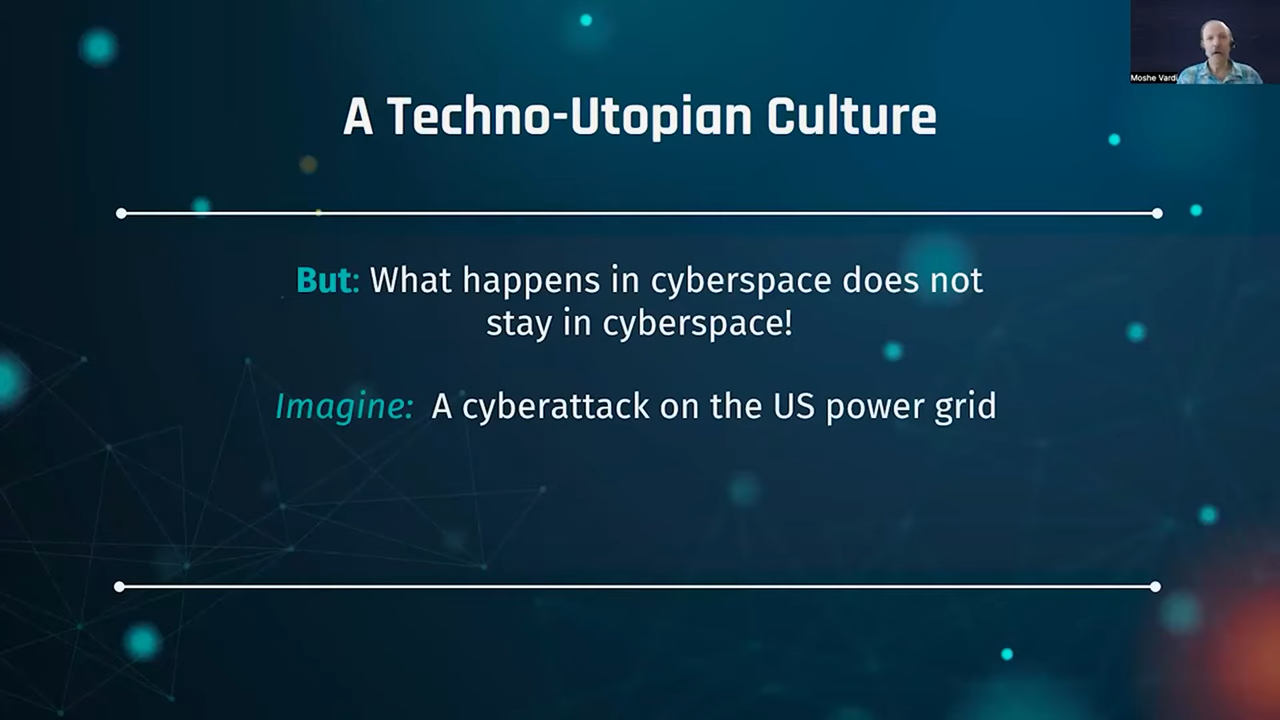 Moshe Vardi
A Techno-Utopian Culture
But: What happens in cyberspace does not
stay in cyberspace!
Imagine: A cyberattack on the US power grid